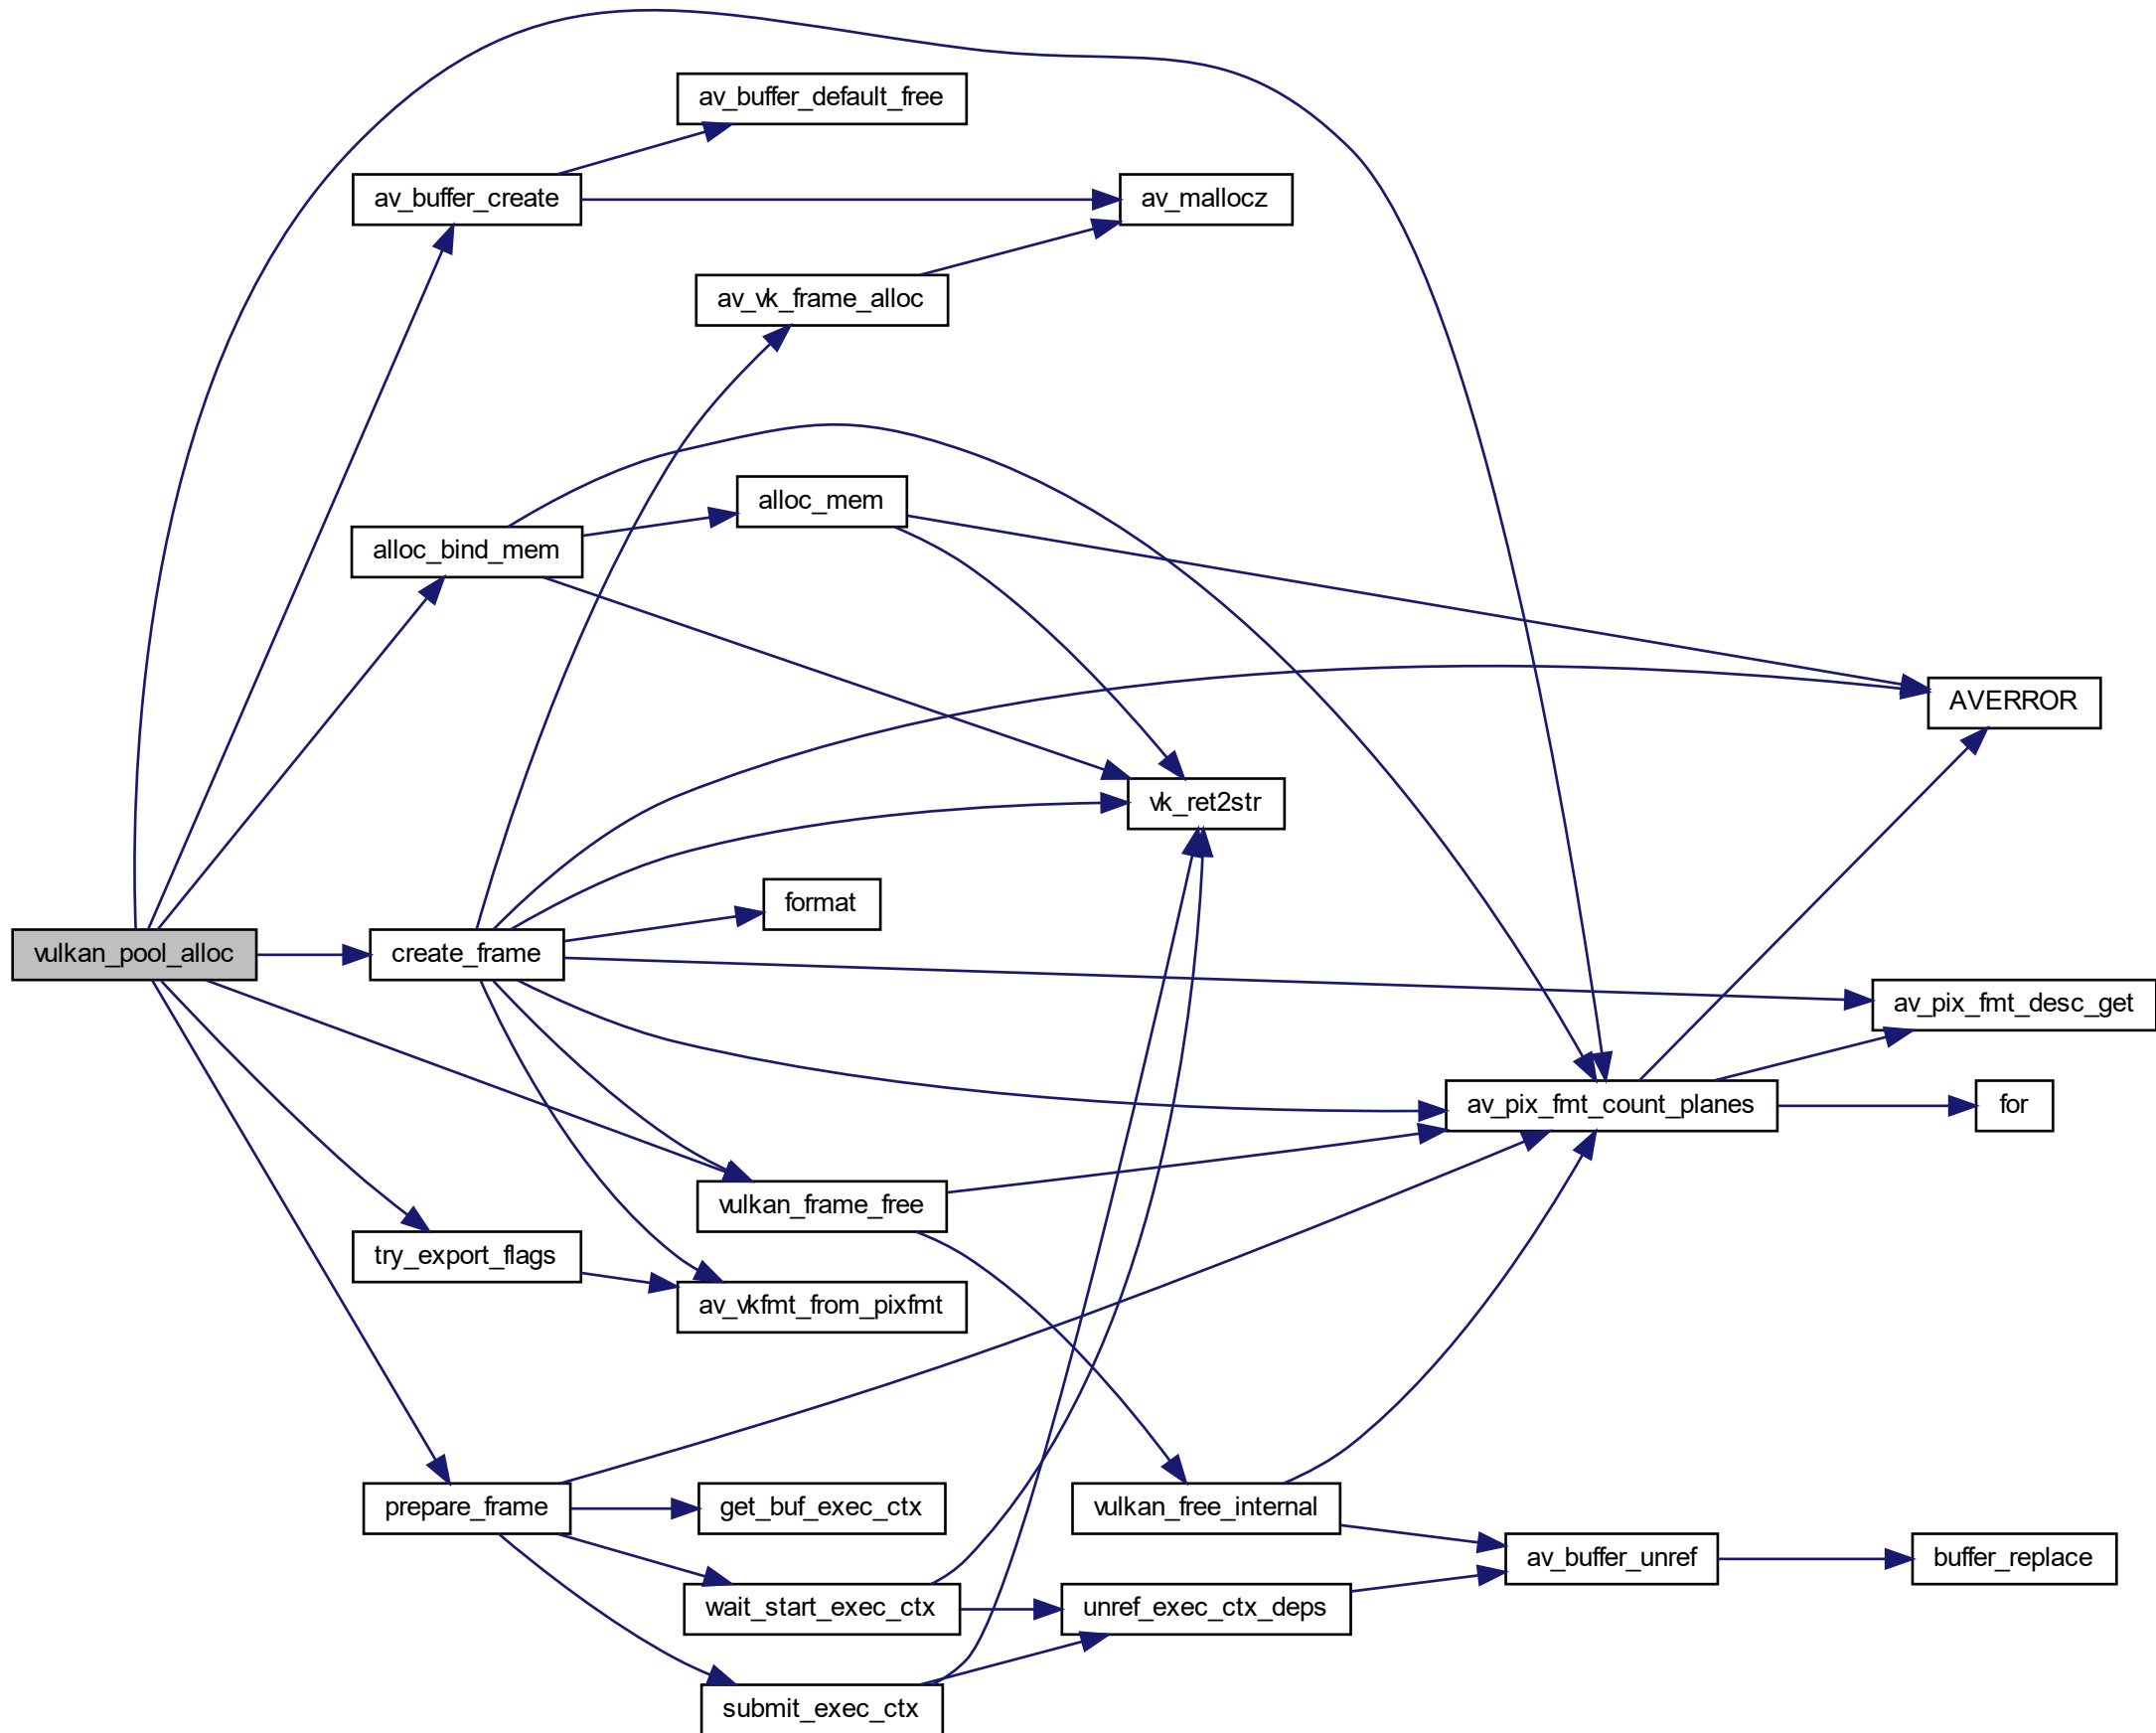 av_buffer_default_free
av_buffer_create
av_mallocz
av_vk_frame_alloc
alloc_mem
alloc_bind_mem
AVERROR
vk_ret2str
format
vulkan_pool_alloc
create_frame
av_pix_fmt_desc_get
av_pix_fmt_count_planes
for
vulkan_frame_free
try_export_flags
av_vkfmt_from_pixfmt
prepare_frame
get_buf_exec_ctx
vulkan_free_internal
av_buffer_unref
buffer_replace
wait_start_exec_ctx
unref_exec_ctx_deps
submit_exec_ctx